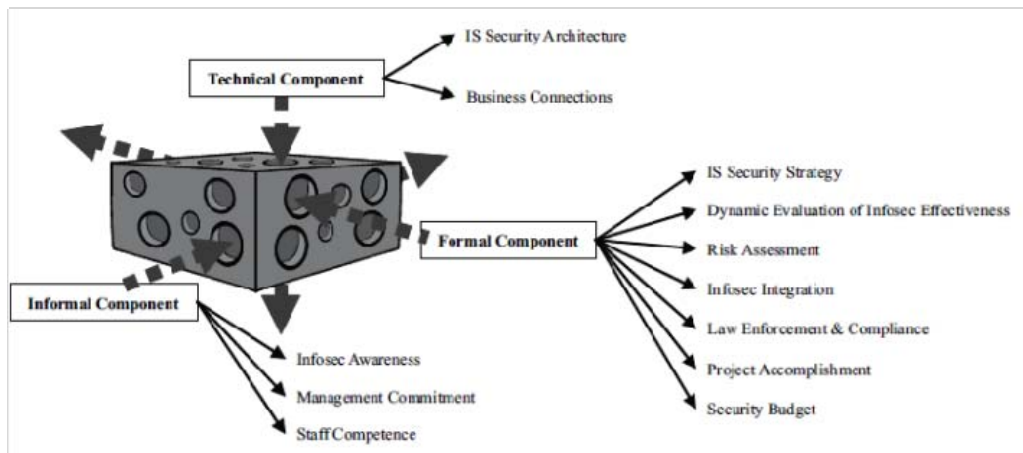 IS Security Architecture
Technical Component
Business Connections
IS Security Strategy
Dynamic Evaluation of Infosec Effectiveness
Formal Component
Risk Assessment
Infosec Integration
Informal Component
Law Enforcement & Compliance
Infosec Awareness
Project Accomplishment
Management Commitment
Security Budget
Staff Competence